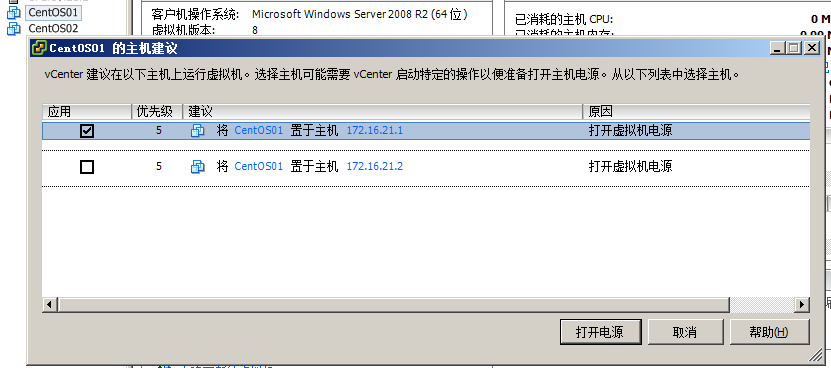 CentOS01
CentOS02
客户机操作系统: Microsoft Windows Server 2008 R2 (64 位)
虚拟机版本: 8
已消耗的主机 CPU: 0 M
已消耗的主机内存: 0.00 M
CentOS01 的主机建议
vCenter 建议在以下主机上运行虚拟机。选择主机可能需要 vCenter 启动特定的操作以便准备打开主机电源。从以下列表中选择主机。
应用 优先级 建议 原因
5 将 CentOS01 置于主机 172.16.21.1 打开虚拟机电源
5 将 CentOS01 置于主机 172.16.21.2 打开虚拟机电源
打开电源 取消 帮助(H)